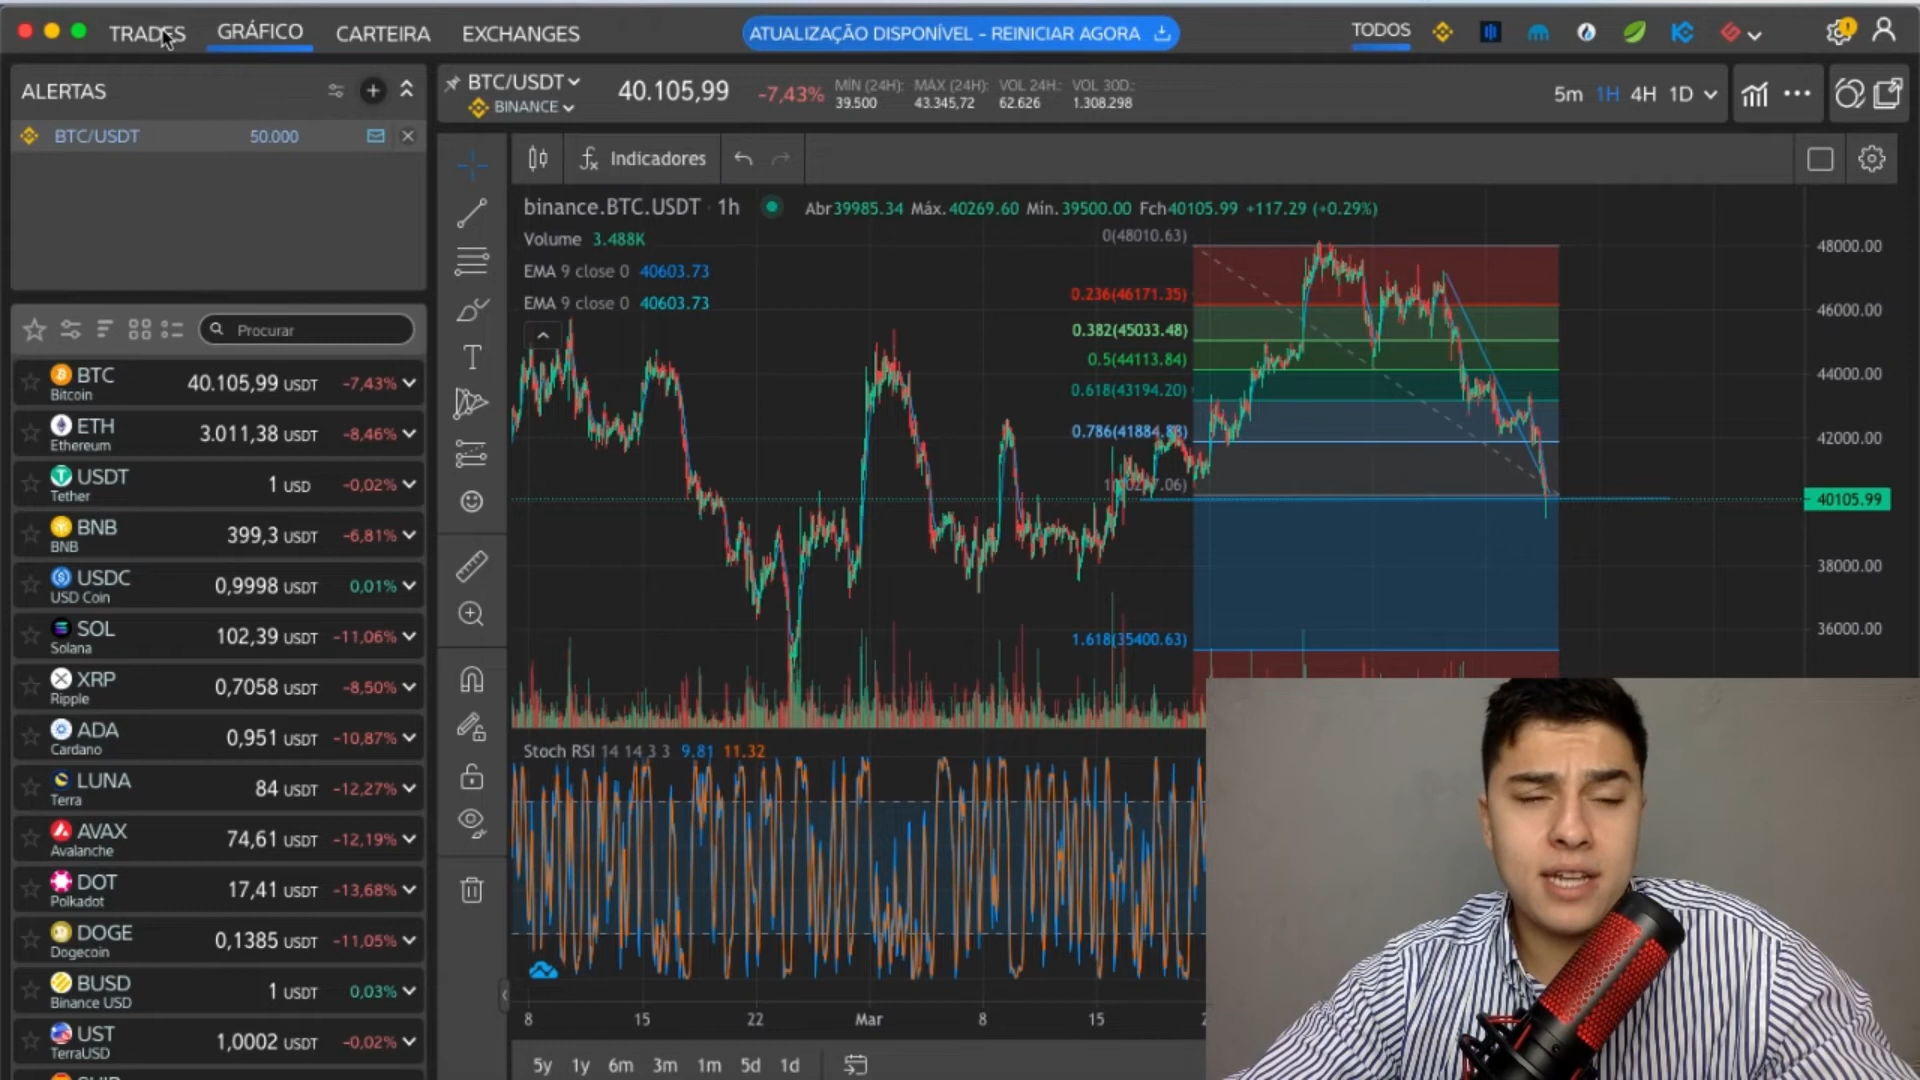 TRADES GRÁFICO CARTEIRA EXCHANGES ATUALIZAÇÃO DISPONÍVEL - REINICIAR AGORA TODOS
ALERTAS
BTC/USDT 50.000
Procurar
BTC 40.105,99 USDT -7,43%
Bitcoin
ETH 3.011,38 USDT -8,46%
Ethereum
USDT 1 USD -0,02%
Tether
BNB 399,3 USDT -6,81%
BNB
USDC 0,9998 USDT 0,01%
USD Coin
SOL 102,39 USDT -11,06%
Solana
XRP 0,7058 USDT -8,50%
Ripple
ADA 0,951 USDT -10,87%
Cardano
LUNA 84 USDT -12,27%
Terra
AVAX 74,61 USDT -12,19%
Avalanche
DOT 17,41 USDT -13,68%
Polkadot
DOGE 0,1385 USDT -11,05%
Dogecoin
BUSD 1 USDT 0,03%
Binance USD
UST 1,0002 USDT -0,02%
TerraUSD
BTC/USDT
BINANCE
40.105,99 -7,43%
MÍN (24H): MÁX (24H): VOL 24H: VOL 30D.:
39.500 43.345,72 62.626 1.308.298
5m 1H 4H 1D
Indicadores
binance.BTC.USDT · 1h Abr39985.34 Máx.40269.60 Mín.39500.00 Fch40105.99 +117.29 (+0.29%)
Volume 3.488K
EMA 9 close 0 40603.73
EMA 9 close 0 40603.73
0(48010.63)
0.236(46171.35)
0.382(45033.48)
0.5(44113.84)
0.618(43194.20)
0.786(41884.83)
1.618(35400.63)
48000.00
46000.00
44000.00
42000.00
40105.99
38000.00
36000.00
Stoch RSI 14 14 3 3 9.81 11.32
8 15 22 Mar 8 15
5y 1y 6m 3m 1m 5d 1d